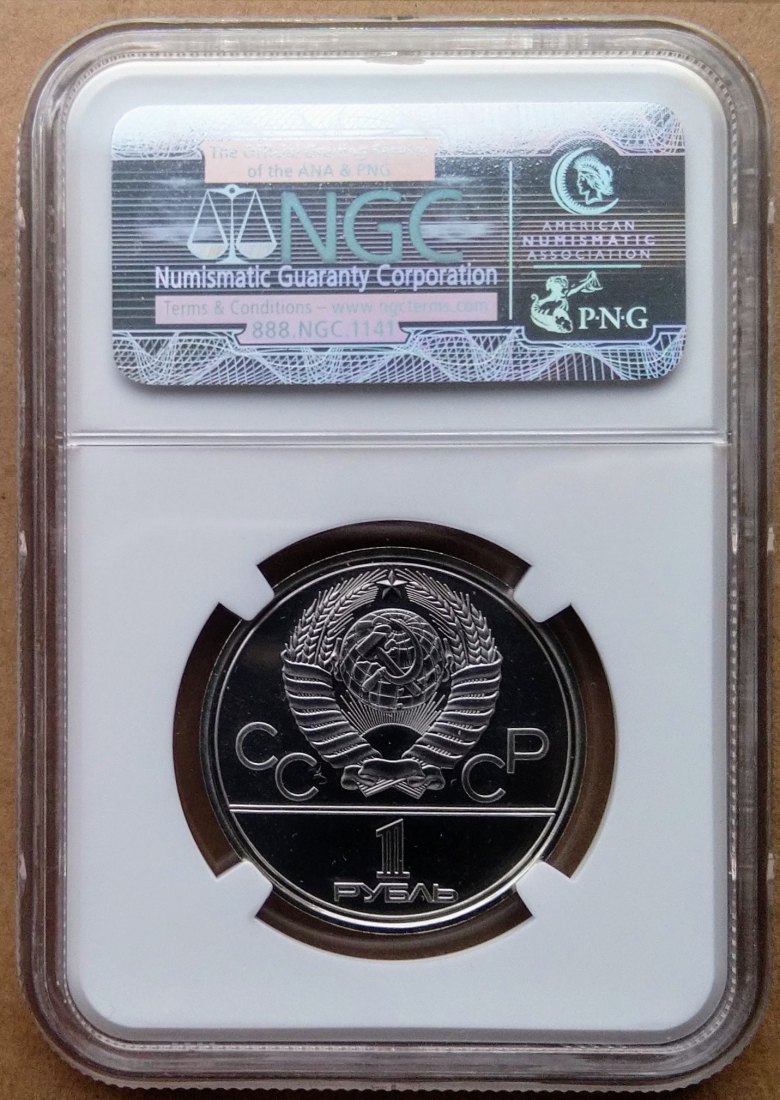 of the ANA & PNG
NGC
Numismatic Guaranty Corporation
Terms & Conditions – www.ngcterms.com
888.NGC.1141
AMERICAN
NUMISMATIC
ASSOCIATION
P·N·G
СССР
1
РУБЛЬ